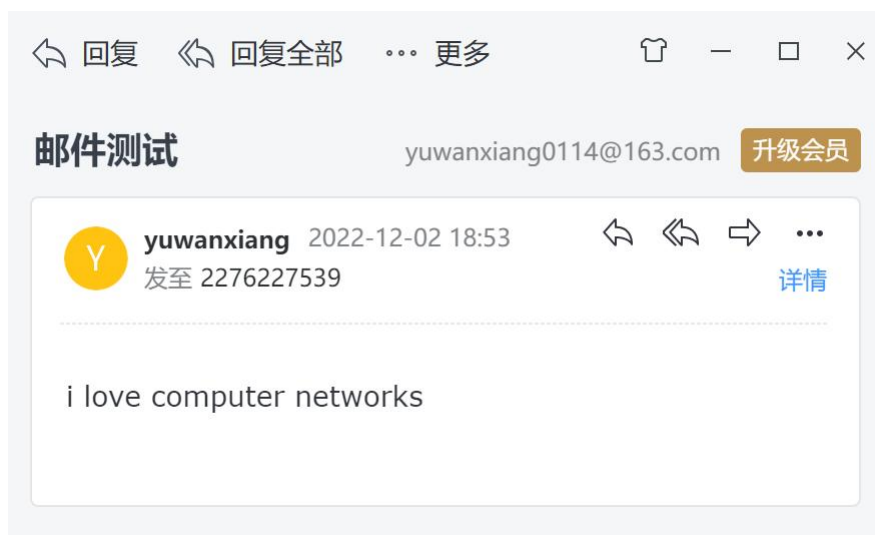 回复 回复全部 更多
邮件测试 yuwanxiang0114@163.com 升级会员
Y yuwanxiang 2022-12-02 18:53
发至 2276227539 详情
i love computer networks